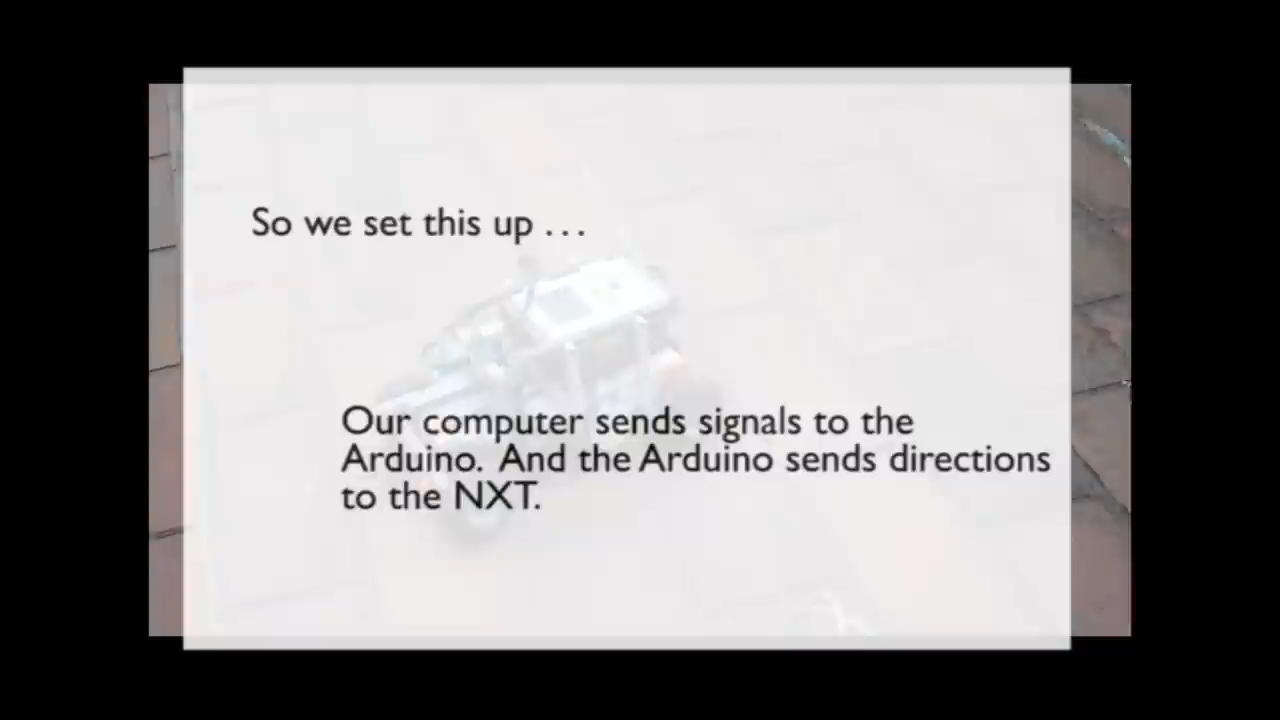 So we set this up ...
Our computer sends signals to the
Arduino. And the Arduino sends directions
to the NXT.